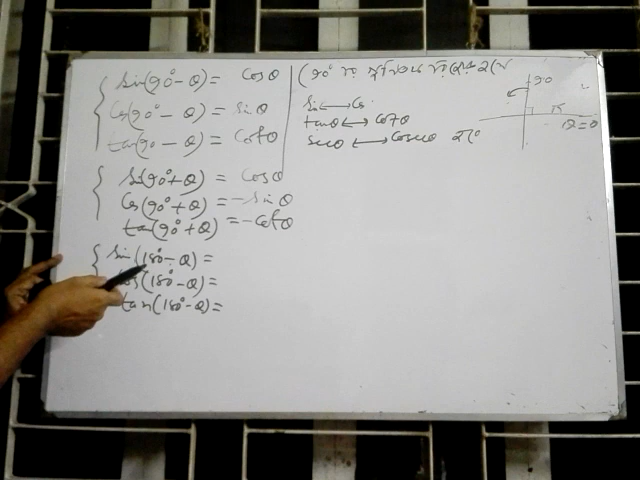 sin(90°-θ) = cosθ
Cos(90° - θ) = sinθ
tan(90 - θ) = Cotθ
sin(90°+θ) = cosθ
Cos(90°+θ) = -sinθ
tan(90°+θ) = -Cotθ
sin(180°-θ) =
Cos(180°-θ) =
tan(180°-θ) =
(90°
Sin ↔ Cos
tanθ ↔ cotθ
secθ ↔ Cosecθ
90